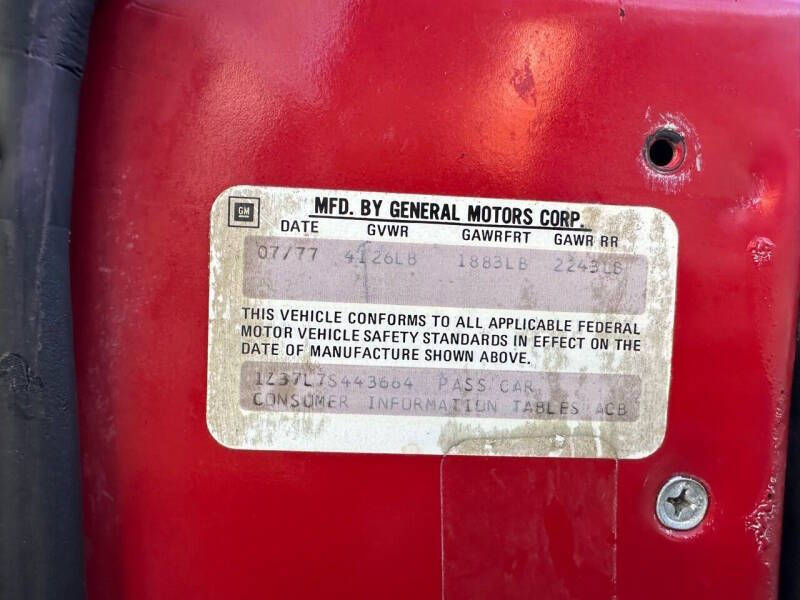 GM
MFD. BY GENERAL MOTORS CORP.
DATE GVWR GAWRFRT GAWR RR
07/77 4126LB 1883LB 2243LB
THIS VEHICLE CONFORMS TO ALL APPLICABLE FEDERAL
MOTOR VEHICLE SAFETY STANDARDS IN EFFECT ON THE
DATE OF MANUFACTURE SHOWN ABOVE.
1Z37L7S443664 PASS CAR
CONSUMER INFORMATION TABLES ACB